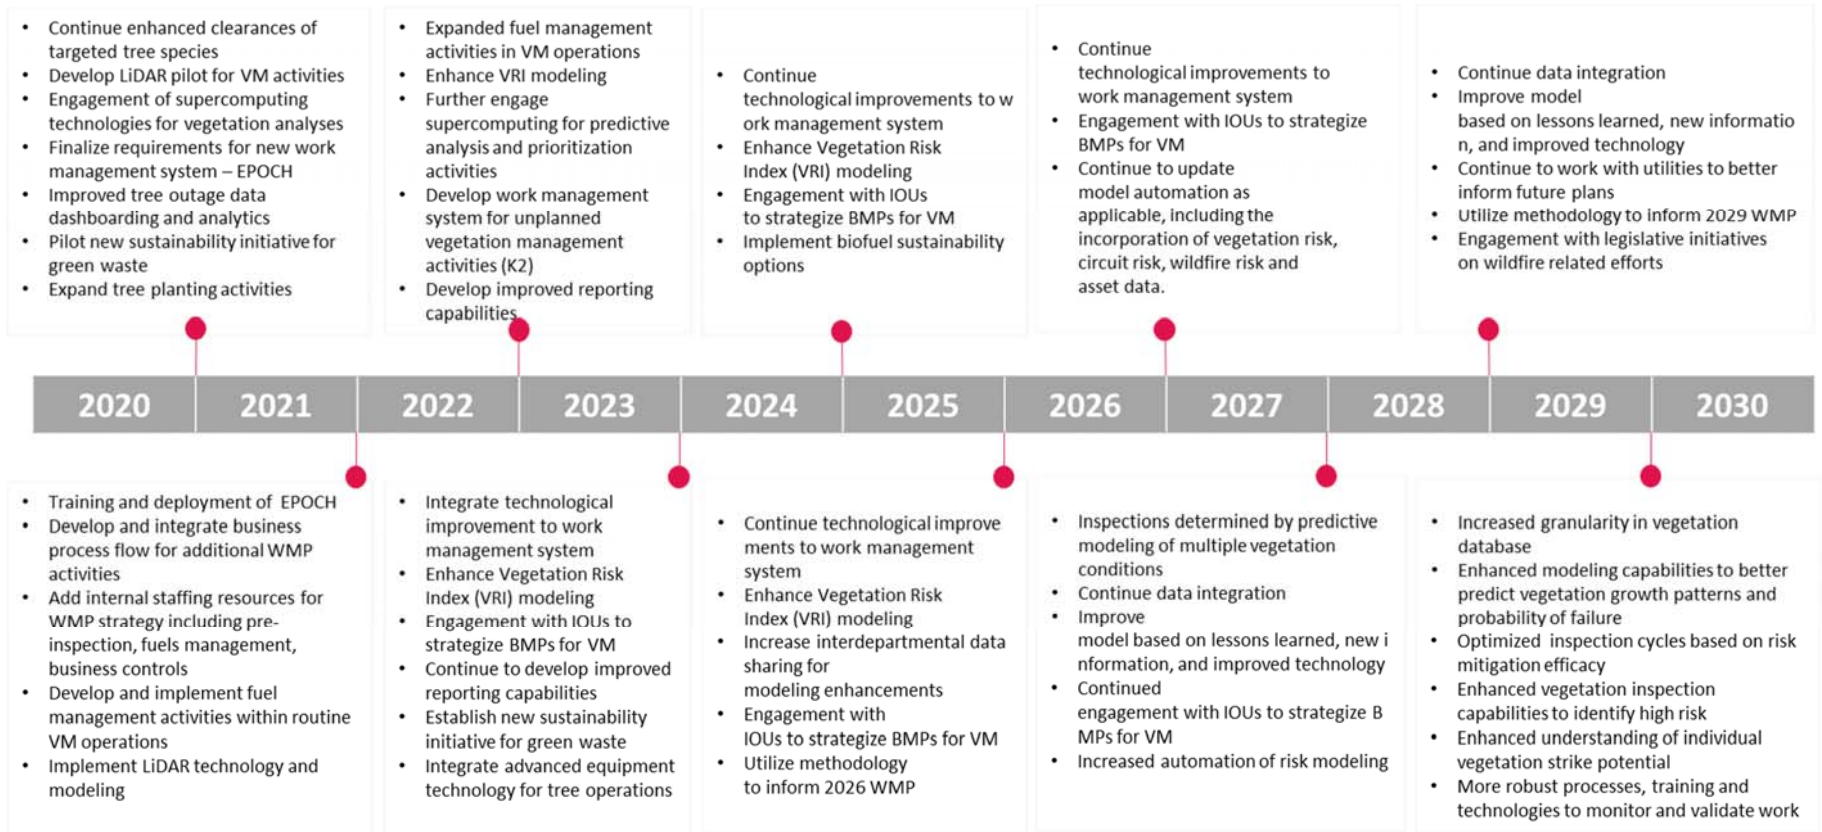 • Continue enhanced clearances of
targeted tree species
• Develop LiDAR pilot for VM activities
• Engagement of supercomputing
technologies for vegetation analyses
• Finalize requirements for new work
management system – EPOCH
• Improved tree outage data
dashboarding and analytics
• Pilot new sustainability initiative for
green waste
• Expand tree planting activities
• Expanded fuel management
activities in VM operations
• Enhance VRI modeling
• Further engage
supercomputing for predictive
analysis and prioritization
activities
• Develop work management
system for unplanned
vegetation management
activities (K2)
• Develop improved reporting
capabilities
• Continue
technological improvements to w
ork management system
• Enhance Vegetation Risk
Index (VRI) modeling
• Engagement with IOUs
to strategize BMPs for VM
• Implement biofuel sustainability
options
• Continue
technological improvements to
work management system
• Engagement with IOUs to strategize
BMPs for VM
• Continue to update
model automation as
applicable, including the
incorporation of vegetation risk,
circuit risk, wildfire risk and
asset data.
• Continue data integration
• Improve model
based on lessons learned, new informatio
n, and improved technology
• Continue to work with utilities to better
inform future plans
• Utilize methodology to inform 2029 WMP
• Engagement with legislative initiatives
on wildfire related efforts
2020 2021 2022 2023 2024 2025 2026 2027 2028 2029 2030
• Training and deployment of EPOCH
• Develop and integrate business
process flow for additional WMP
activities
• Add internal staffing resources for
WMP strategy including pre-
inspection, fuels management,
business controls
• Develop and implement fuel
management activities within routine
VM operations
• Implement LiDAR technology and
modeling
• Integrate technological
improvement to work
management system
• Enhance Vegetation Risk
Index (VRI) modeling
• Engagement with IOUs to
strategize BMPs for VM
• Continue to develop improved
reporting capabilities
• Establish new sustainability
initiative for green waste
• Integrate advanced equipment
technology for tree operations
• Continue technological improve
ments to work management
system
• Enhance Vegetation Risk
Index (VRI) modeling
• Increase interdepartmental data
sharing for
modeling enhancements
• Engagement with
IOUs to strategize BMPs for VM
• Utilize methodology
to inform 2026 WMP
• Inspections determined by predictive
modeling of multiple vegetation
conditions
• Continue data integration
• Improve
model based on lessons learned, new i
nformation, and improved technology
• Continued
engagement with IOUs to strategize B
MPs for VM
• Increased automation of risk modeling
• Increased granularity in vegetation
database
• Enhanced modeling capabilities to better
predict vegetation growth patterns and
probability of failure
• Optimized inspection cycles based on risk
mitigation efficacy
• Enhanced vegetation inspection
capabilities to identify high risk
• Enhanced understanding of individual
vegetation strike potential
• More robust processes, training and
technologies to monitor and validate work